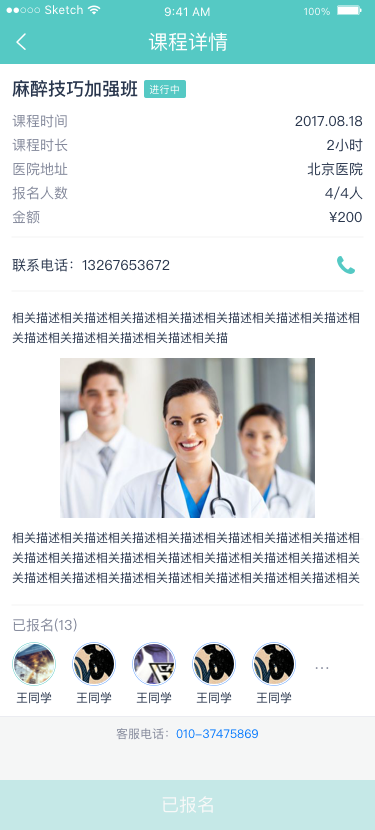 Sketch 9:41 AM 100%
课程详情
麻醉技巧加强班 进行中
课程时间 2017.08.18
课程时长 2小时
医院地址 北京医院
报名人数 4/4人
金额 ¥200
联系电话：13267653672
相关描述相关描述相关描述相关描述相关描述相关描述相关描述相
关描述相关描述相关描述相关描述相关描
相关描述相关描述相关描述相关描述相关描述相关描述相关描述相
关描述相关描述相关描述相关描述相关描述相关描述相关描述相关
关描述相关描述相关描述相关描述相关描述相关描述相关描述相关
已报名(13)
王同学 王同学 王同学 王同学 王同学 ...
客服电话：010-37475869
已报名